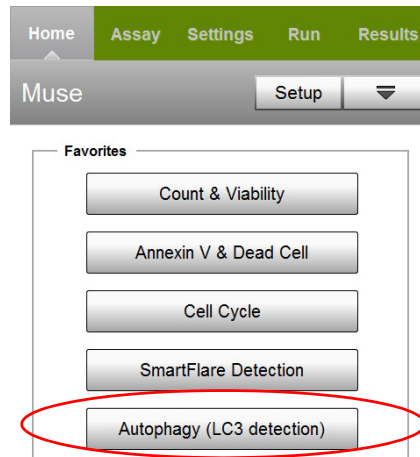 Home Assay Settings Run Results
Muse Setup
Favorites
Count & Viability
Annexin V & Dead Cell
Cell Cycle
SmartFlare Detection
Autophagy (LC3 detection)